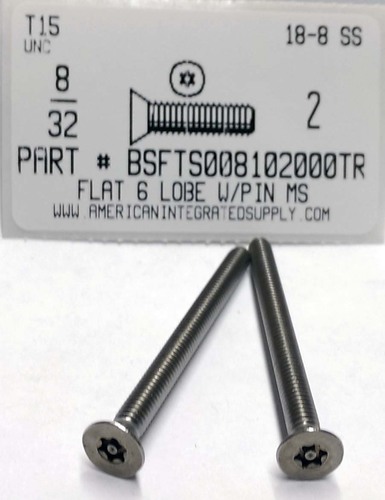 T15 18-8 SS
UNC
8
32
2
PART # BSFTS008102000TR
FLAT 6 LOBE W/PIN MS
WWW.AMERICANINTEGRATEDSUPPLY.COM